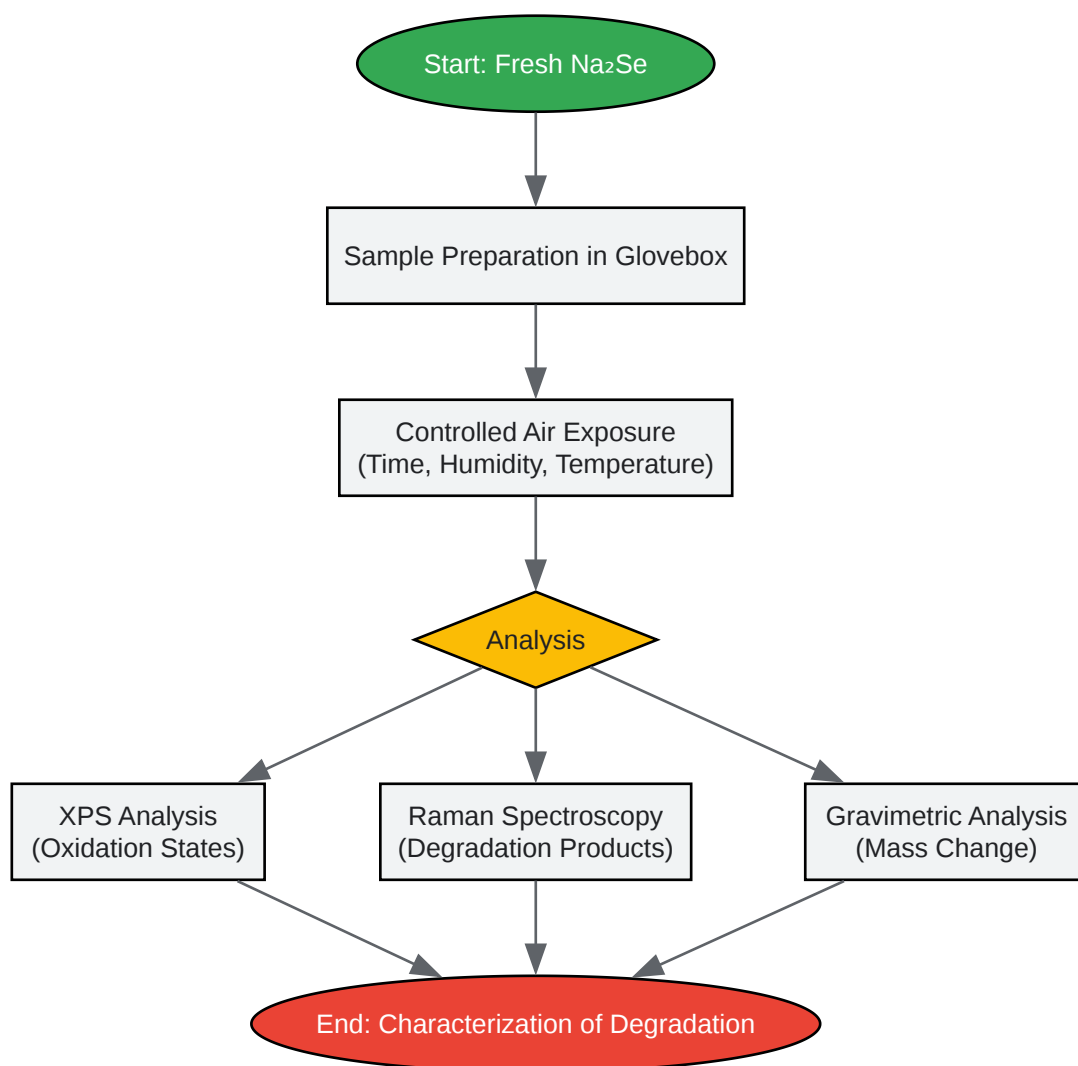 Start: Fresh Na₂Se
Sample Preparation in Glovebox
Controlled Air Exposure
(Time, Humidity, Temperature)
Analysis
XPS Analysis
(Oxidation States)
Raman Spectroscopy
(Degradation Products)
Gravimetric Analysis
(Mass Change)
End: Characterization of Degradation